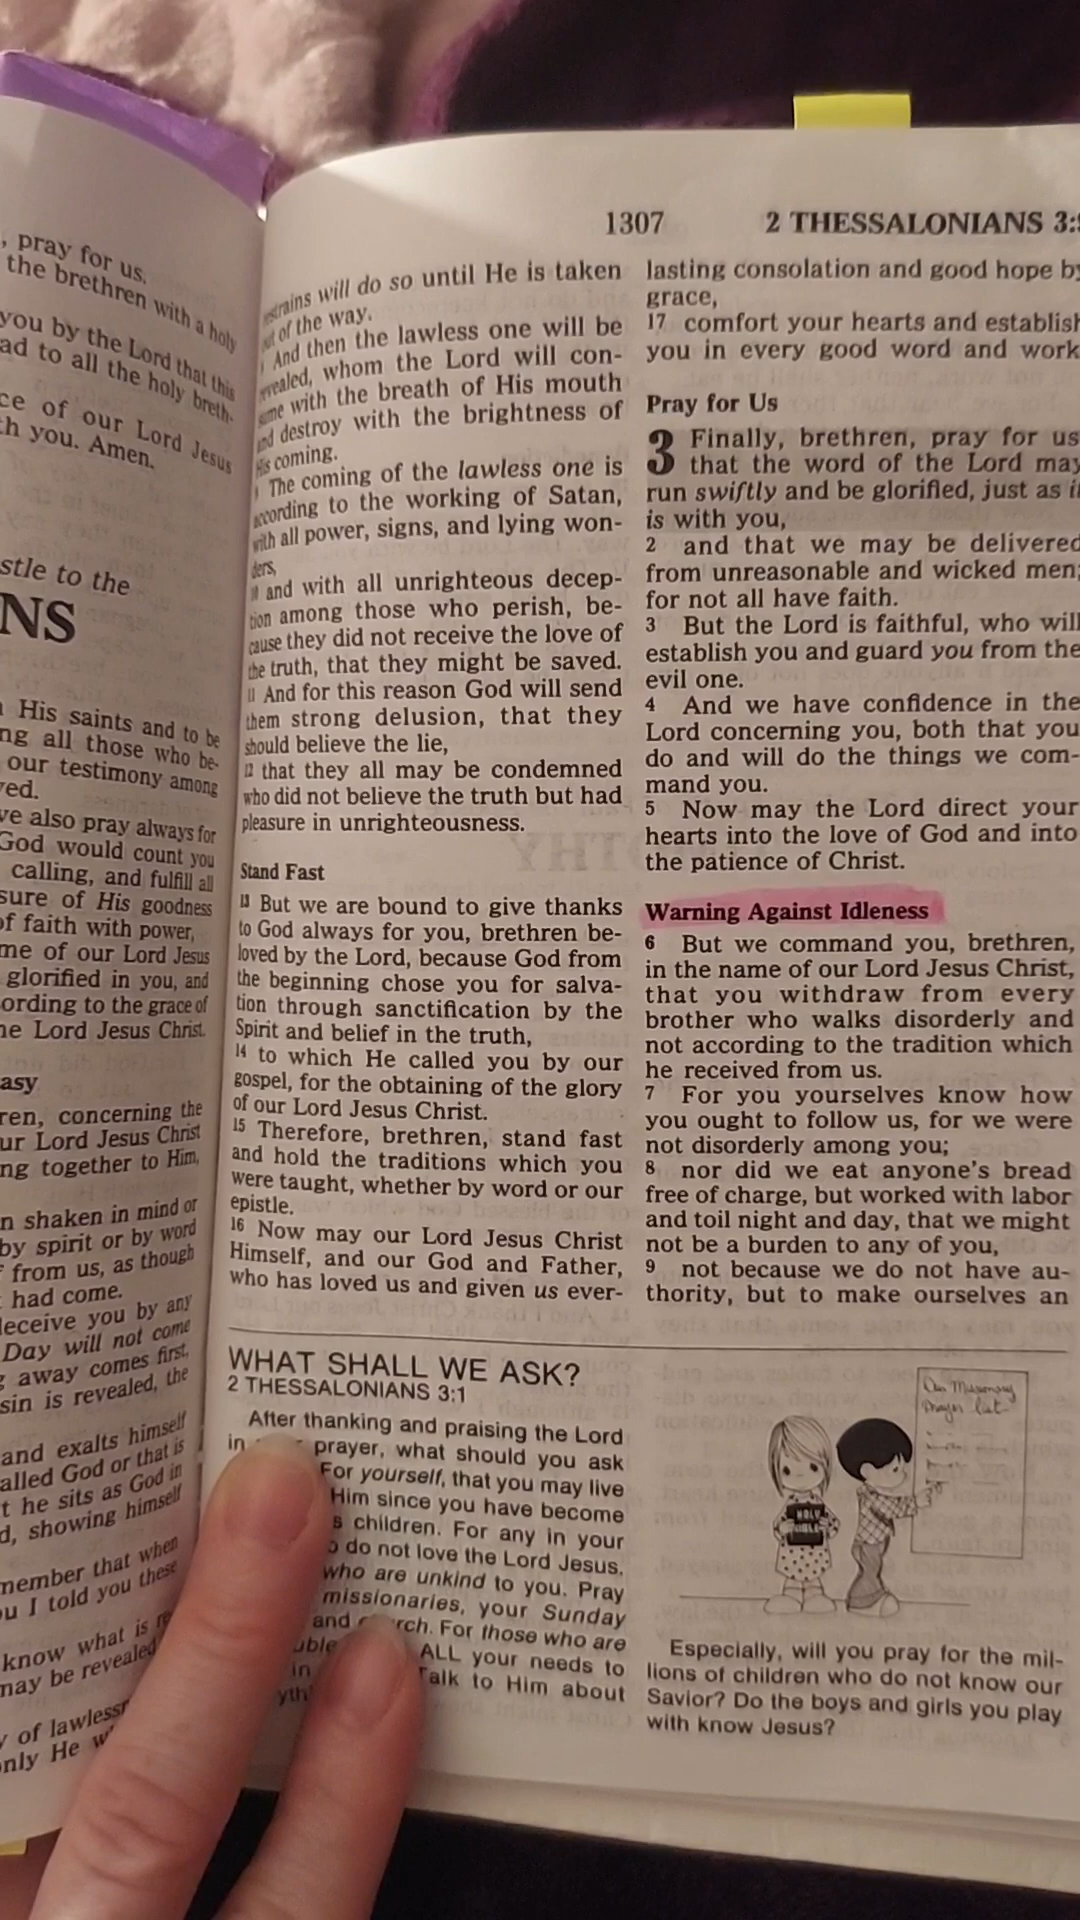 , pray for us.
the brethren with a holy
you by the Lord that this
ad to all the holy breth-
ce of our Lord Jesus
th you. Amen.
stle to the
NS
His saints and to be
ng all those who be-
our testimony among
ved.
ve also pray always for
God would count you
calling, and fulfill all
sure of His goodness
of faith with power,
me of our Lord Jesus
glorified in you, and
ording to the grace of
ne Lord Jesus Christ.
asy
ren, concerning the
ur Lord Jesus Christ
ng together to Him,
n shaken in mind or
by spirit or by word
from us, as though
had come.
deceive you by any
Day will not come
away comes first,
sin is revealed, the
and exalts himself
alled God or that is
t he sits as God in
d, showing himself
member that when
ou I told you these
know what is
may be revealed
of lawless
only He
1307 2 THESSALONIANS 3:
restrains will do so until He is taken
out of the way.
And then the lawless one will be
revealed, whom the Lord will con-
sume with the breath of His mouth
and destroy with the brightness of
His coming.
The coming of the lawless one is
according to the working of Satan,
with all power, signs, and lying won-
ders,
10 and with all unrighteous decep-
tion among those who perish, be-
cause they did not receive the love of
the truth, that they might be saved.
11 And for this reason God will send
them strong delusion, that they
should believe the lie,
12 that they all may be condemned
who did not believe the truth but had
pleasure in unrighteousness.
Stand Fast
13 But we are bound to give thanks
to God always for you, brethren be-
loved by the Lord, because God from
the beginning chose you for salva-
tion through sanctification by the
Spirit and belief in the truth,
14 to which He called you by our
gospel, for the obtaining of the glory
of our Lord Jesus Christ.
15 Therefore, brethren, stand fast
and hold the traditions which you
were taught, whether by word or our
epistle.
16 Now may our Lord Jesus Christ
Himself, and our God and Father,
who has loved us and given us ever-
lasting consolation and good hope by
grace,
17 comfort your hearts and establish
you in every good word and work
Pray for Us
3 Finally, brethren, pray for us
that the word of the Lord may
run swiftly and be glorified, just as it
is with you,
2 and that we may be delivered
from unreasonable and wicked men;
for not all have faith.
3 But the Lord is faithful, who will
establish you and guard you from the
evil one.
4 And we have confidence in the
Lord concerning you, both that you
do and will do the things we com-
mand you.
5 Now may the Lord direct your
hearts into the love of God and into
the patience of Christ.
Warning Against Idleness
6 But we command you, brethren,
in the name of our Lord Jesus Christ,
that you withdraw from every
brother who walks disorderly and
not according to the tradition which
he received from us.
7 For you yourselves know how
you ought to follow us, for we were
not disorderly among you;
8 nor did we eat anyone's bread
free of charge, but worked with labor
and toil night and day, that we might
not be a burden to any of you,
9 not because we do not have au-
thority, but to make ourselves an
WHAT SHALL WE ASK?
2 THESSALONIANS 3:1
After thanking and praising the Lord
in prayer, what should you ask
For yourself, that you may live
Him since you have become
s children. For any in your
do not love the Lord Jesus.
who are unkind to you. Pray
missionaries, your Sunday
and church. For those who are
uble ALL your needs to
in Talk to Him about
yth
Our Missionary
Prayer list
HOLY
BIBLE
Especially, will you pray for the mil-
lions of children who do not know our
Savior? Do the boys and girls you play
with know Jesus?